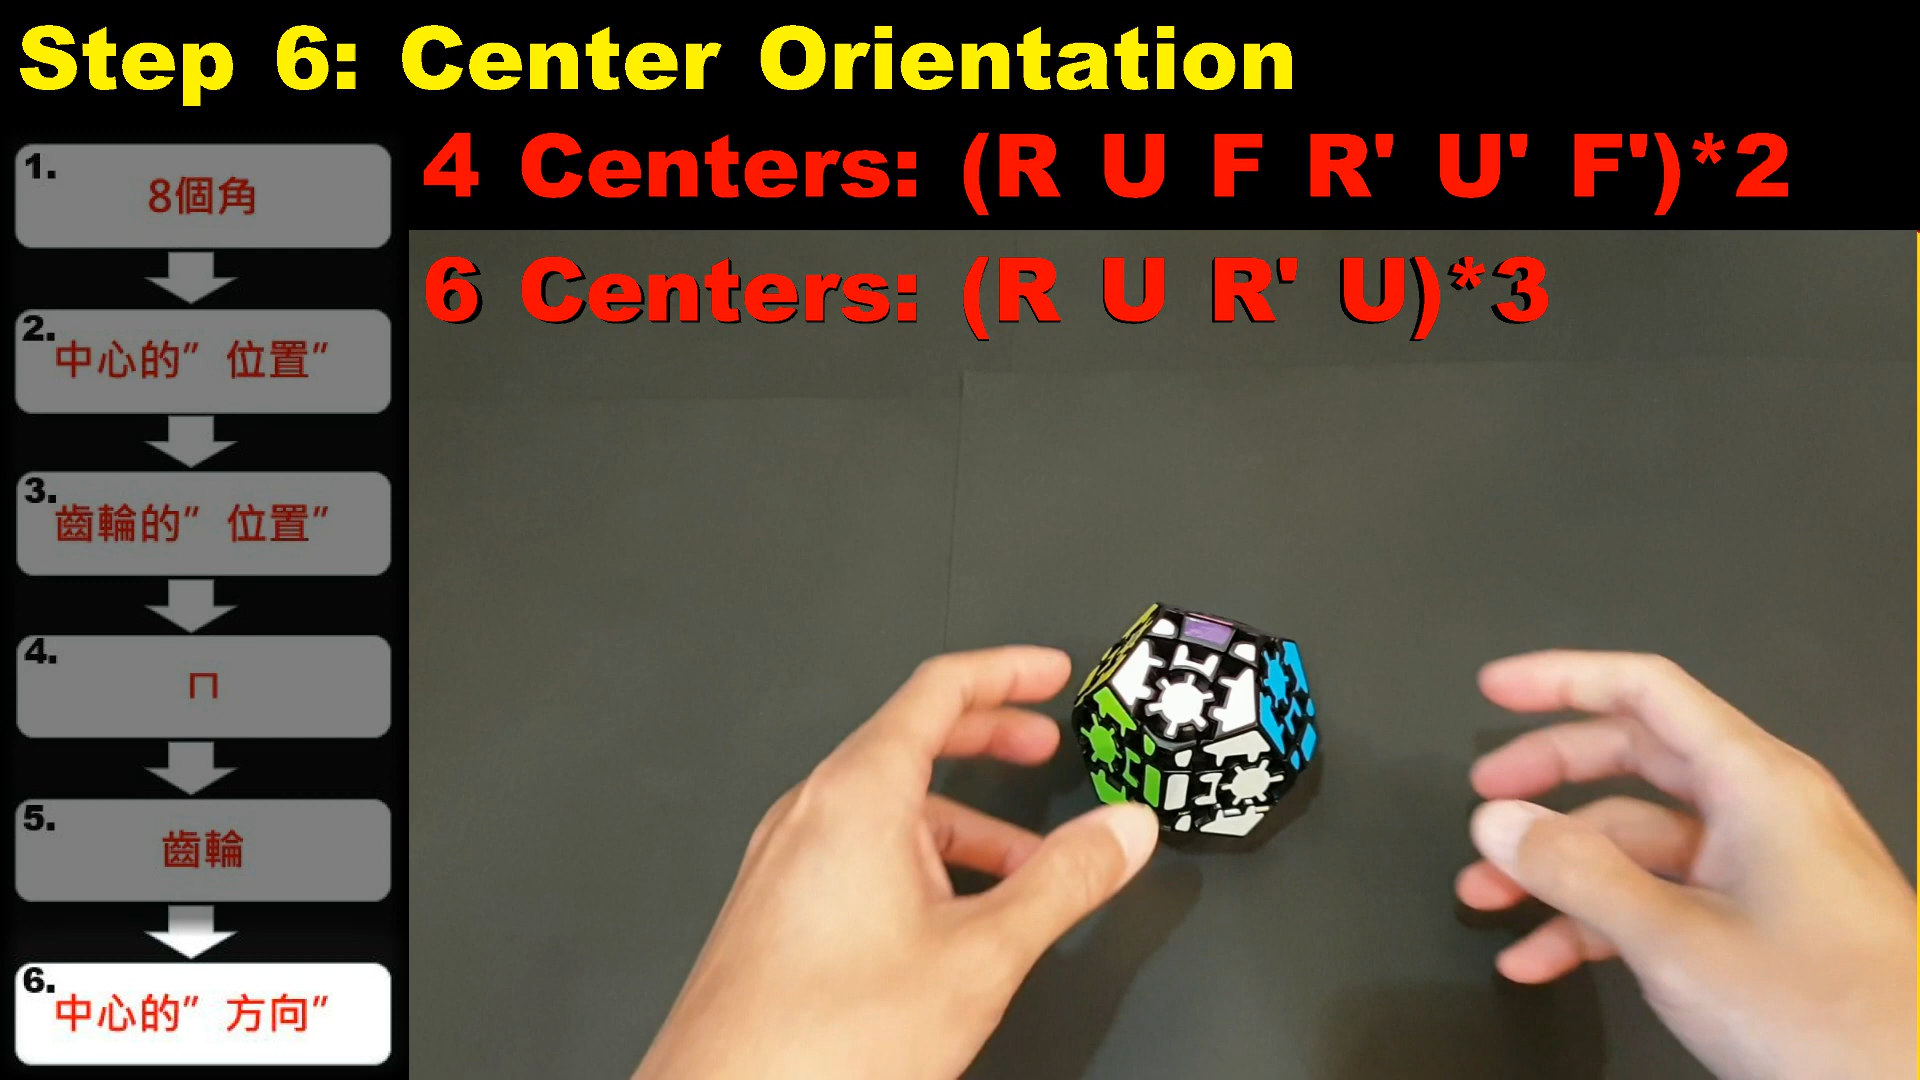 Step 6: Center Orientation
4 Centers: (R U F R' U' F')*2
6 Centers: (R U R' U)*3
1. 8個角
2. 中心的”位置”
3. 齒輪的”位置”
4. ㄇ
5. 齒輪
6. 中心的”方向”